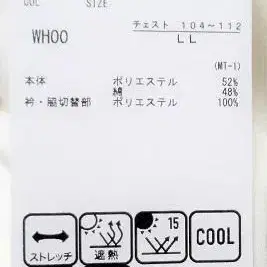 COL SIZE
チェスト 104〜112
WHOO LL
(MT-1)
本体 ポリエステル 52%
綿 48%
衿・脇切替部 ポリエステル 100%
15
COOL
ストレッチ 遮熱